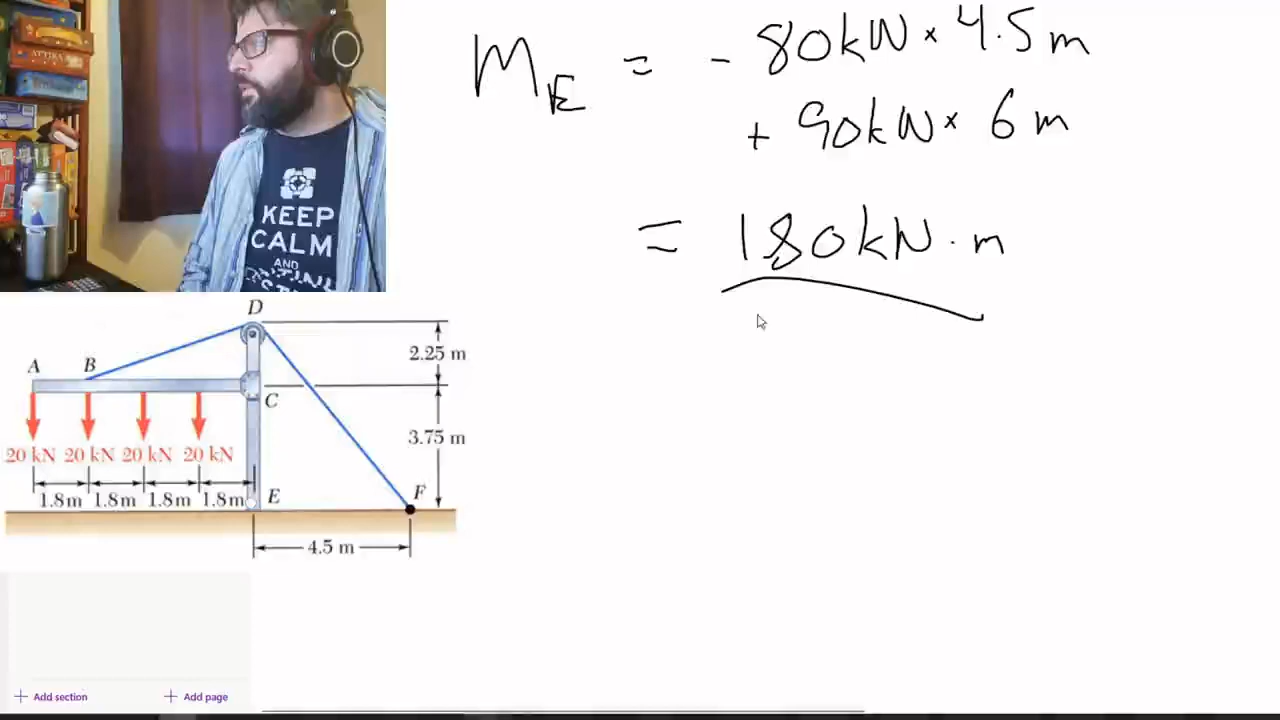 M_E = - 80kN × 4.5 m
+ 90kN × 6 m
= 180kN·m
KEEP
CALM
AND
D
A
B
C
2.25 m
3.75 m
20 kN 20 kN 20 kN 20 kN
1.8m 1.8m 1.8m 1.8m
E
F
4.5 m
+ Add section
+ Add page